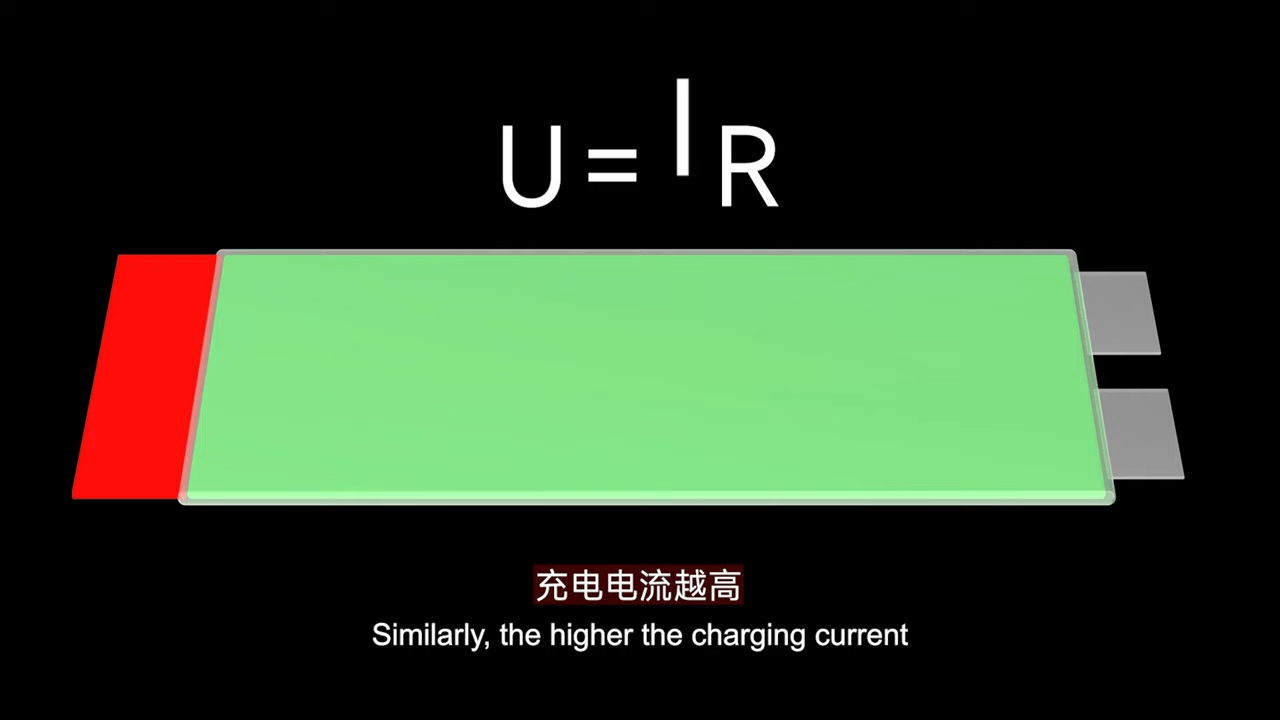 U = I R
充电电流越高
Similarly, the higher the charging current